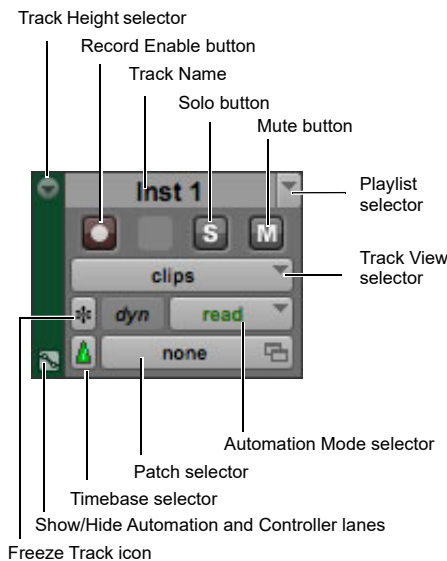 Track Height selector
Record Enable button
Track Name
Solo button
Mute button
Inst 1
Playlist
selector
S
M
clips
Track View
selector
dyn
read
none
Automation Mode selector
Patch selector
Timebase selector
Show/Hide Automation and Controller lanes
Freeze Track icon